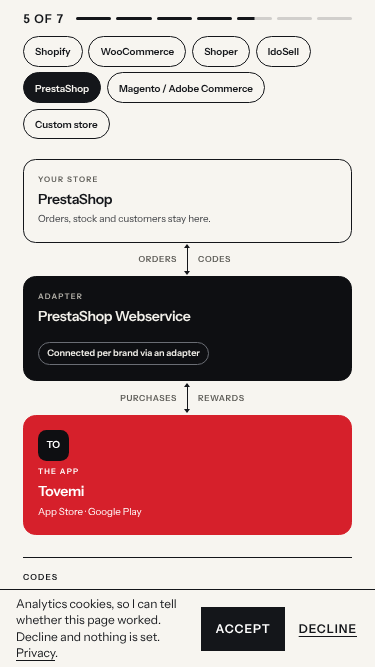 5 OF 7
Shopify
WooCommerce
Shoper
IdoSell
PrestaShop
Magento / Adobe Commerce
Custom store
YOUR STORE
PrestaShop
Orders, stock and customers stay here.
ORDERS
CODES
ADAPTER
PrestaShop Webservice
Connected per brand via an adapter
PURCHASES
REWARDS
TO
THE APP
Tovemi
App Store · Google Play
CODES
Analytics cookies, so I can tell
whether this page worked.
Decline and nothing is set.
Privacy.
ACCEPT
DECLINE